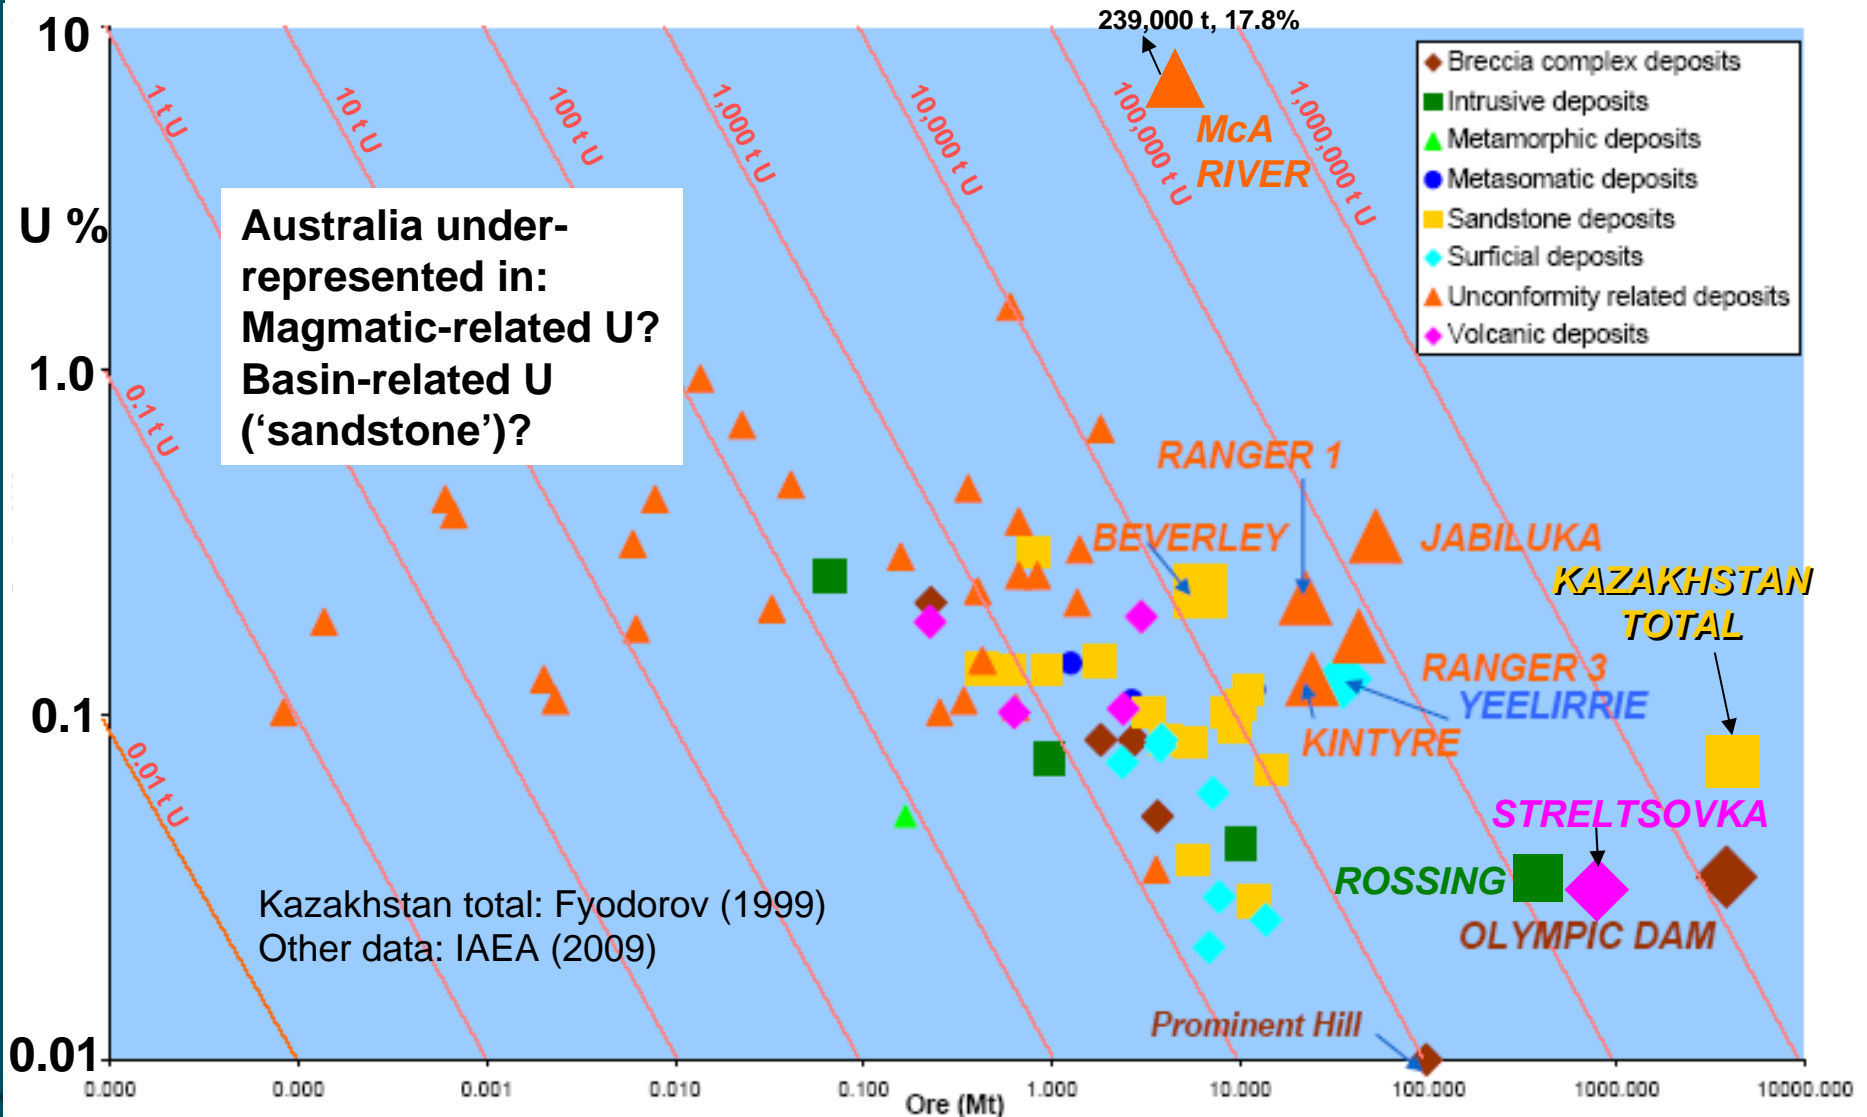 239,000 t, 17.8%
10
U %
1.0
0.1
0.01
1 t U
10 t U
100 t U
1,000 t U
10,000 t U
100,000 t U
1,000,000 t U
0.1 t U
0.01 t U
McA
RIVER
Breccia complex deposits
Intrusive deposits
Metamorphic deposits
Metasomatic deposits
Sandstone deposits
Surficial deposits
Unconformity related deposits
Volcanic deposits
Australia under-
represented in:
Magmatic-related U?
Basin-related U
(‘sandstone’)?
RANGER 1
BEVERLEY
JABILUKA
KAZAKHSTAN
TOTAL
RANGER 3
YEELIRRIE
KINTYRE
STRELTSOVKA
ROSSING
OLYMPIC DAM
Prominent Hill
Kazakhstan total: Fyodorov (1999)
Other data: IAEA (2009)
0.000 0.000 0.001 0.010 0.100 1.000 10.000 100.000 1000.000 10000.000
Ore (Mt)